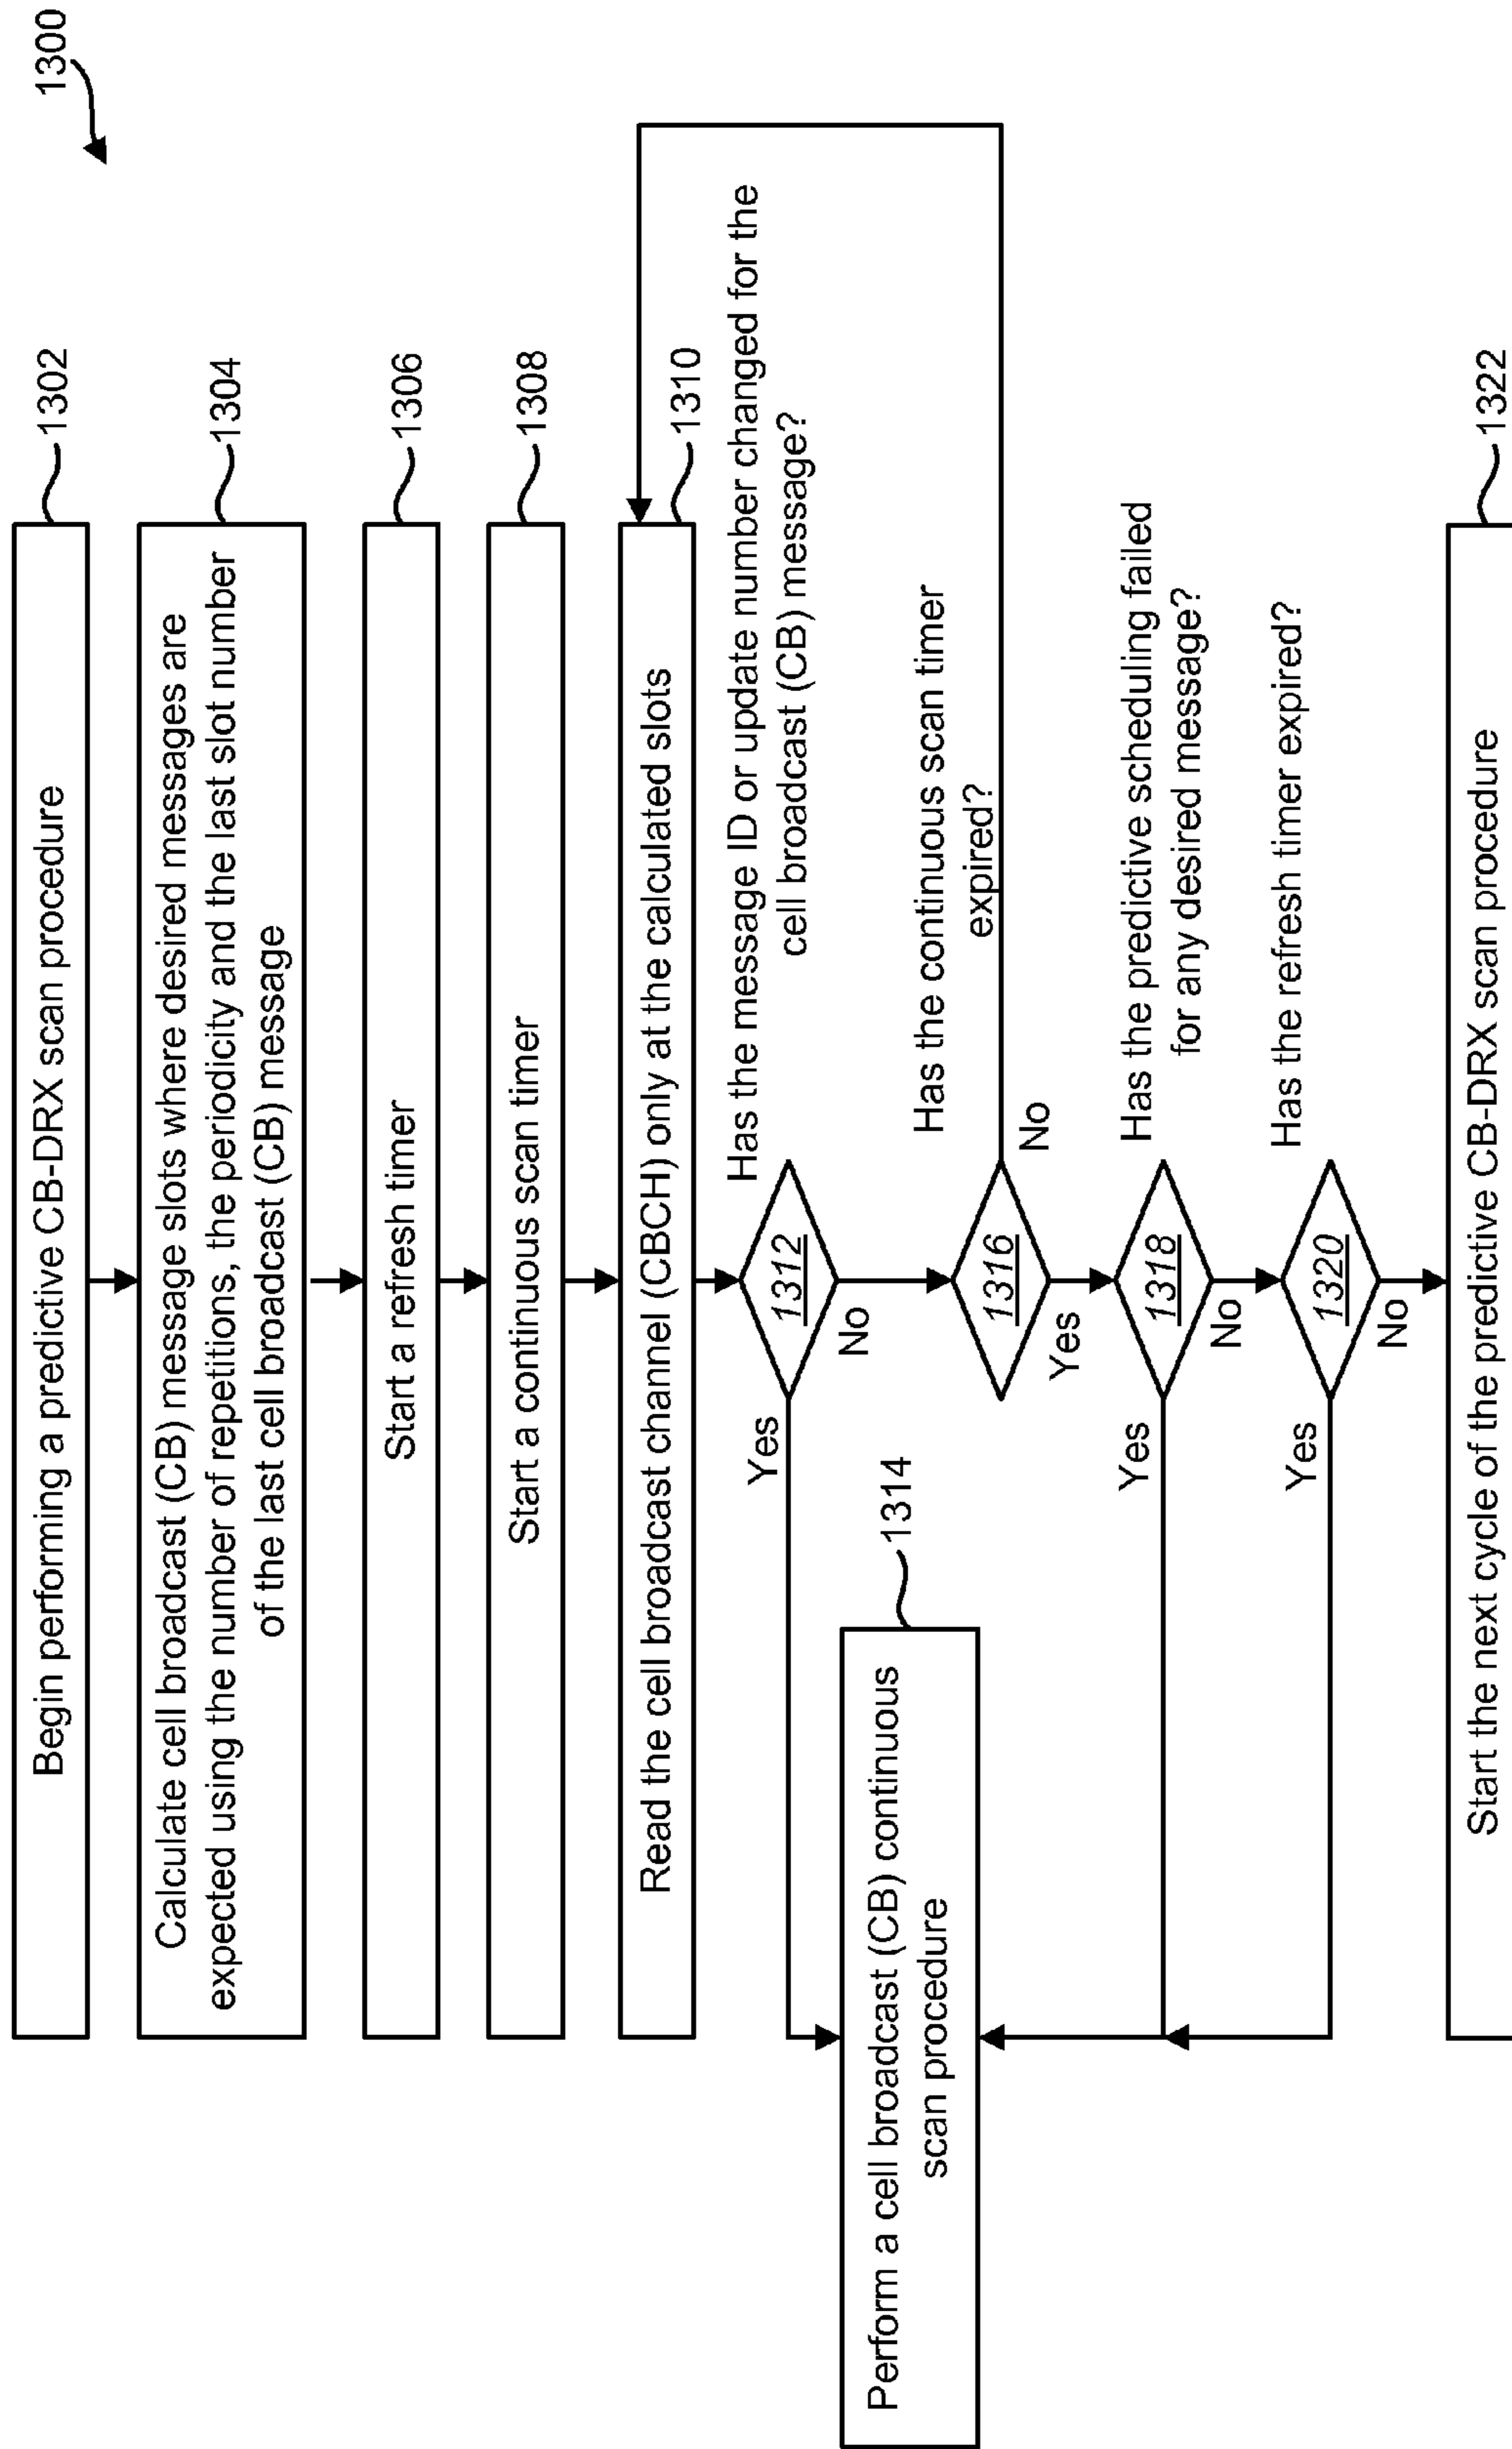 1300
Begin performing a predictive CB-DRX scan procedure
1302
Calculate cell broadcast (CB) message slots where desired messages are
expected using the number of repetitions, the periodicity and the last slot number
of the last cell broadcast (CB) message
1304
Start a refresh timer
1306
Start a continuous scan timer
1308
Read the cell broadcast channel (CBCH) only at the calculated slots
1310
Has the message ID or update number changed for the
cell broadcast (CB) message?
1312
Yes
No
Perform a cell broadcast (CB) continuous
scan procedure
1314
Has the continuous scan timer
expired?
1316
No
Yes
Has the predictive scheduling failed
for any desired message?
1318
Yes
No
Has the refresh timer expired?
1320
Yes
No
Start the next cycle of the predictive CB-DRX scan procedure
1322